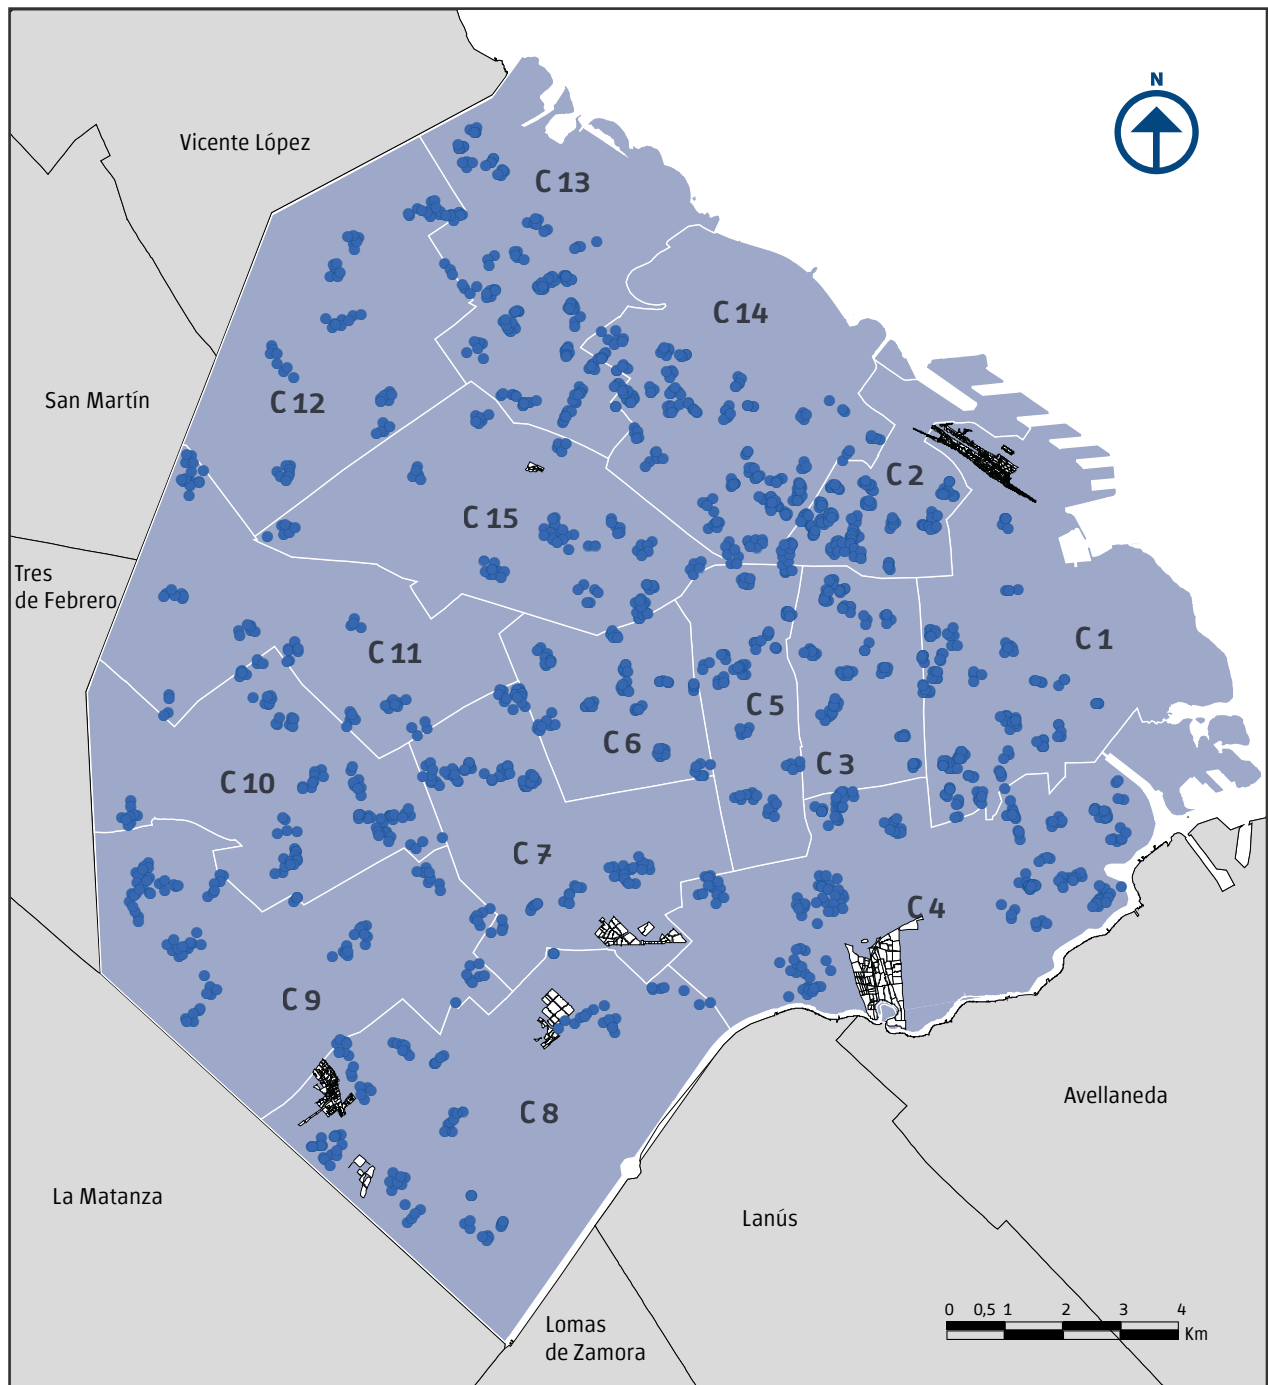 N
Vicente López
C 13
C 14
San Martín
C 12
C 2
C 15
Tres
de Febrero
C 11
C 1
C 5
C 6
C 3
C 10
C 7
C 4
C 9
Avellaneda
C 8
La Matanza
Lanús
0 0,5 1 2 3 4
Km
Lomas
de Zamora